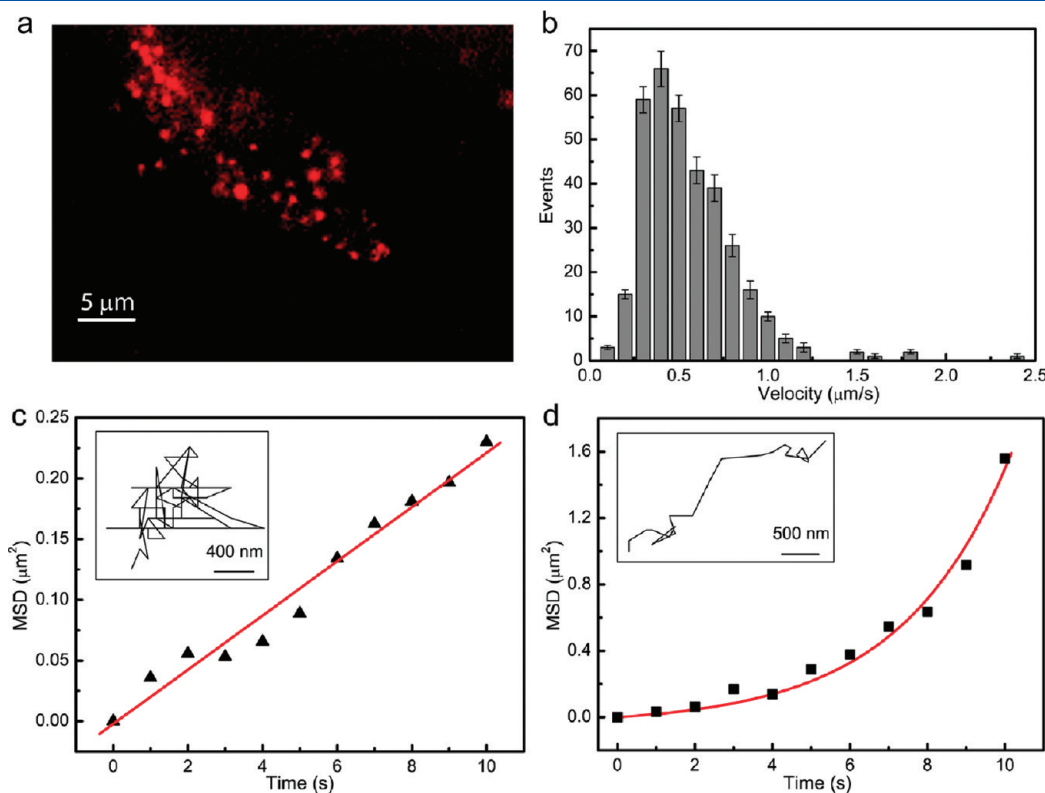 a
5 μm
b
70
60
50
40
30
20
10
0
Events
0.0 0.5 1.0 1.5 2.0 2.5
Velocity (μm/s)
c
0.25
0.20
0.15
0.10
0.05
0.00
MSD (μm²)
400 nm
0 2 4 6 8 10
Time (s)
d
1.6
1.2
0.8
0.4
0.0
MSD (μm²)
500 nm
0 2 4 6 8 10
Time (s)